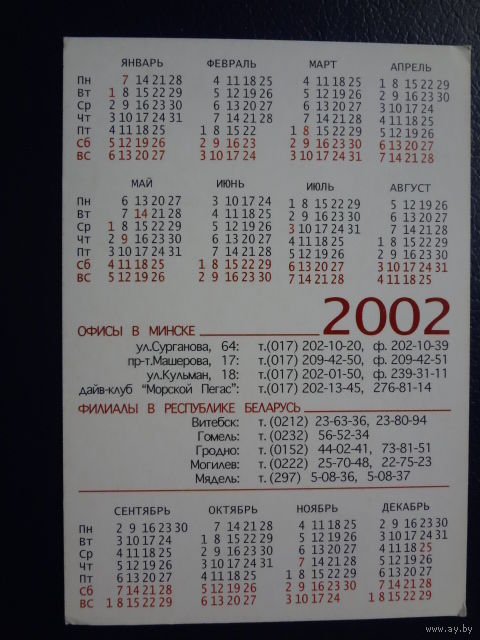 ЯНВАРЬ ФЕВРАЛЬ МАРТ АПРЕЛЬ
Пн 7 14 21 28 4 11 18 25 4 11 18 25 1 8 15 22 29
Вт 1 8 15 22 29 5 12 19 26 5 12 19 26 2 9 16 23 30
Ср 2 9 16 23 30 6 13 20 27 6 13 20 27 3 10 17 24
Чт 3 10 17 24 31 7 14 21 28 7 14 21 28 4 11 18 25
Пт 4 11 18 25 1 8 15 22 1 8 15 22 29 5 12 19 26
Сб 5 12 19 26 2 9 16 23 2 9 16 23 30 6 13 20 27
ВС 6 13 20 27 3 10 17 24 3 10 17 24 31 7 14 21 28
МАЙ ИЮНЬ ИЮЛЬ АВГУСТ
Пн 6 13 20 27 3 10 17 24 1 8 15 22 29 5 12 19 26
Вт 7 14 21 28 4 11 18 25 2 9 16 23 30 6 13 20 27
Ср 1 8 15 22 29 5 12 19 26 3 10 17 24 31 7 14 21 28
Чт 2 9 16 23 30 6 13 20 27 4 11 18 25 1 8 15 22 29
Пт 3 10 17 24 31 7 14 21 28 5 12 19 26 2 9 16 23 30
Сб 4 11 18 25 1 8 15 22 29 6 13 20 27 3 10 17 24 31
ВС 5 12 19 26 2 9 16 23 30 7 14 21 28 4 11 18 25
2002
ОФИСЫ В МИНСКЕ
ул.Сурганова, 64: т.(017) 202-10-20, ф. 202-10-39
пр-т.Машерова, 17: т.(017) 209-42-50, ф. 209-42-51
ул.Кульман, 18: т.(017) 202-01-50, ф. 239-31-11
дайв-клуб "Морской Пегас": т.(017) 202-13-45, 276-81-14
ФИЛИАЛЫ В РЕСПУБЛИКЕ БЕЛАРУСЬ
Витебск: т.(0212) 23-63-36, 23-80-94
Гомель: т.(0232) 56-52-34
Гродно: т.(0152) 44-02-41, 73-81-51
Могилев: т.(0222) 25-70-48, 22-75-23
Мядель: т.(297) 5-08-36, 5-08-37
СЕНТЯБРЬ ОКТЯБРЬ НОЯБРЬ ДЕКАБРЬ
Пн 2 9 16 23 30 7 14 21 28 4 11 18 25 2 9 16 23 30
Вт 3 10 17 24 1 8 15 22 29 5 12 19 26 3 10 17 24 31
Ср 4 11 18 25 2 9 16 23 30 6 13 20 27 4 11 18 25
Чт 5 12 19 26 3 10 17 24 31 7 14 21 28 5 12 19 26
Пт 6 13 20 27 4 11 18 25 1 8 15 22 29 6 13 20 27
Сб 7 14 21 28 5 12 19 26 2 9 16 23 30 7 14 21 28
ВС 1 8 15 22 29 6 13 20 27 3 10 17 24 1 8 15 22 29
www.ay.by